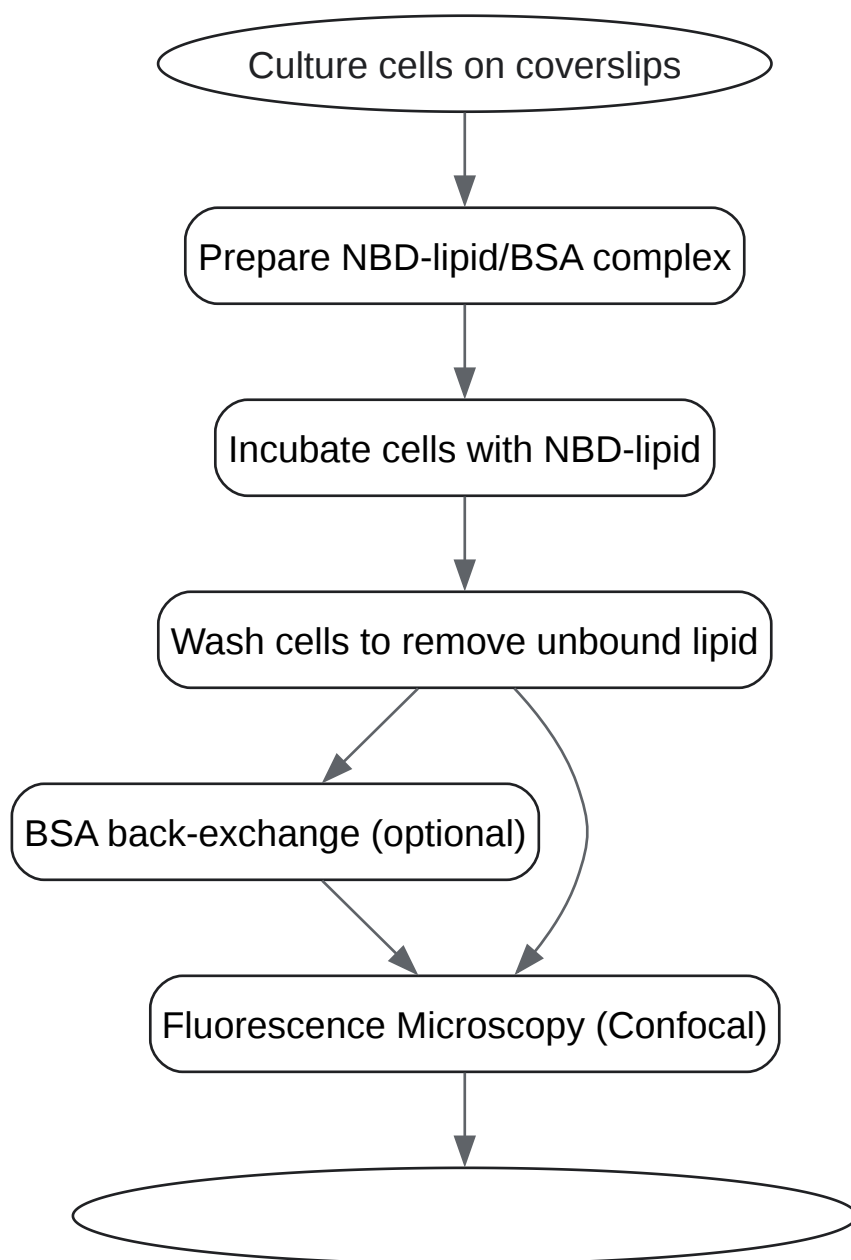 Culture cells on coverslips
Prepare NBD-lipid/BSA complex
Incubate cells with NBD-lipid
Wash cells to remove unbound lipid
BSA back-exchange (optional)
Fluorescence Microscopy (Confocal)